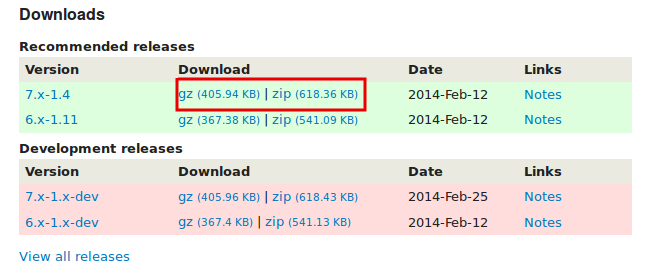 Downloads
Recommended releases
Version Download Date Links
7.x-1.4 gz (405.94 KB) | zip (618.36 KB) 2014-Feb-12 Notes
6.x-1.11 gz (367.38 KB) | zip (541.09 KB) 2014-Feb-12 Notes
Development releases
Version Download Date Links
7.x-1.x-dev gz (405.96 KB) | zip (618.43 KB) 2014-Feb-25 Notes
6.x-1.x-dev gz (367.4 KB) | zip (541.13 KB) 2014-Feb-12 Notes
View all releases